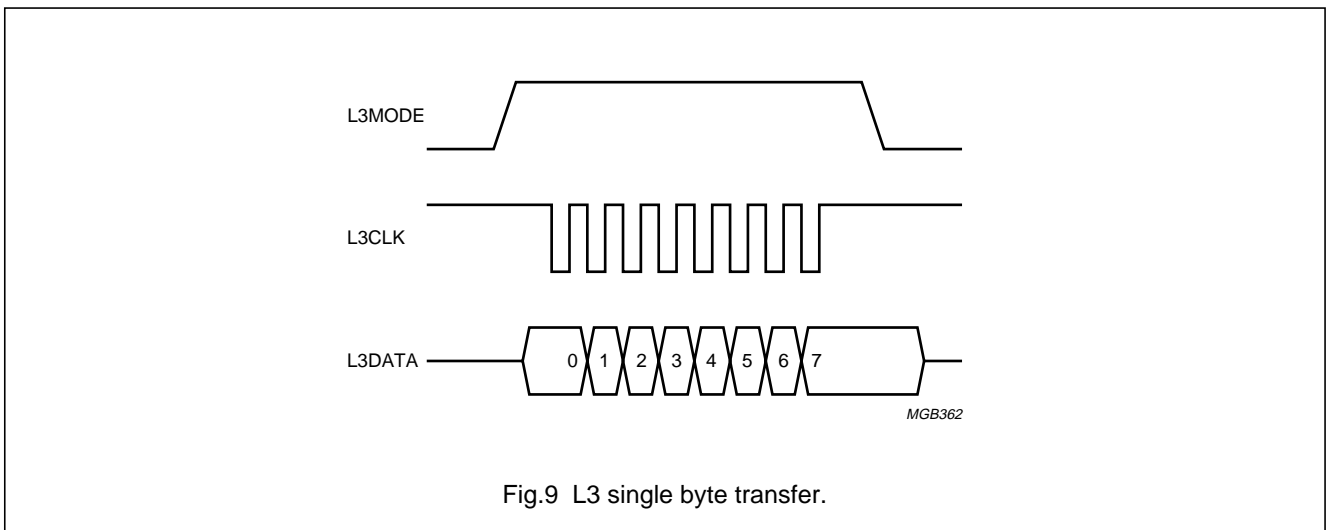 L3MODE
L3CLK
L3DATA 0 1 2 3 4 5 6 7
MGB362
Fig.9 L3 single byte transfer.